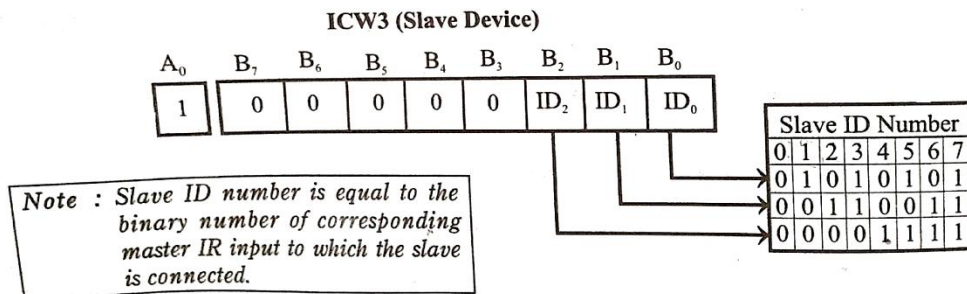 ICW3 (Slave Device)
A₀ B₇ B₆ B₅ B₄ B₃ B₂ B₁ B₀
1 0 0 0 0 0 ID₂ ID₁ ID₀
Slave ID Number
0 1 2 3 4 5 6 7
0 1 0 1 0 1 0 1
0 0 1 1 0 0 1 1
0 0 0 0 1 1 1 1
Note : Slave ID number is equal to the
binary number of corresponding
master IR input to which the slave
is connected.